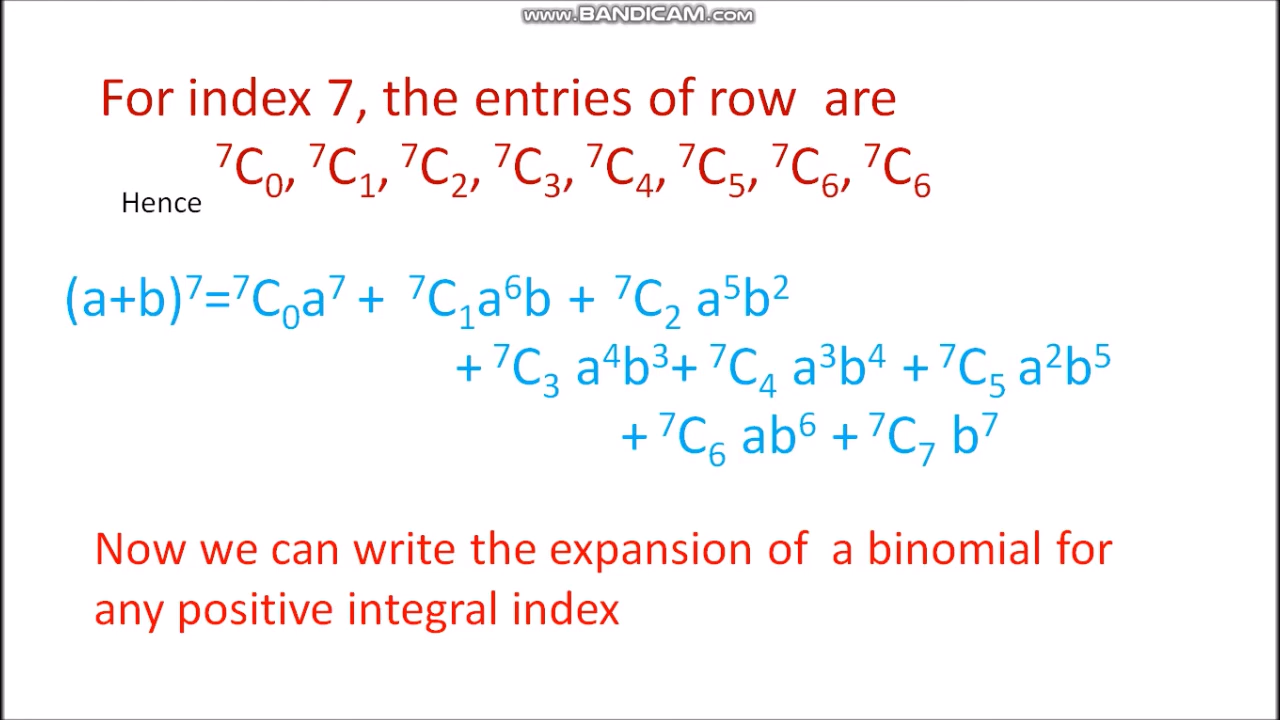 www.BANDICAM.com
For index 7, the entries of row are
⁷C₀, ⁷C₁, ⁷C₂, ⁷C₃, ⁷C₄, ⁷C₅, ⁷C₆, ⁷C₆
Hence
(a+b)⁷=⁷C₀a⁷ + ⁷C₁a⁶b + ⁷C₂ a⁵b²
+ ⁷C₃ a⁴b³+ ⁷C₄ a³b⁴ + ⁷C₅ a²b⁵
+ ⁷C₆ ab⁶ + ⁷C₇ b⁷
Now we can write the expansion of a binomial for
any positive integral index